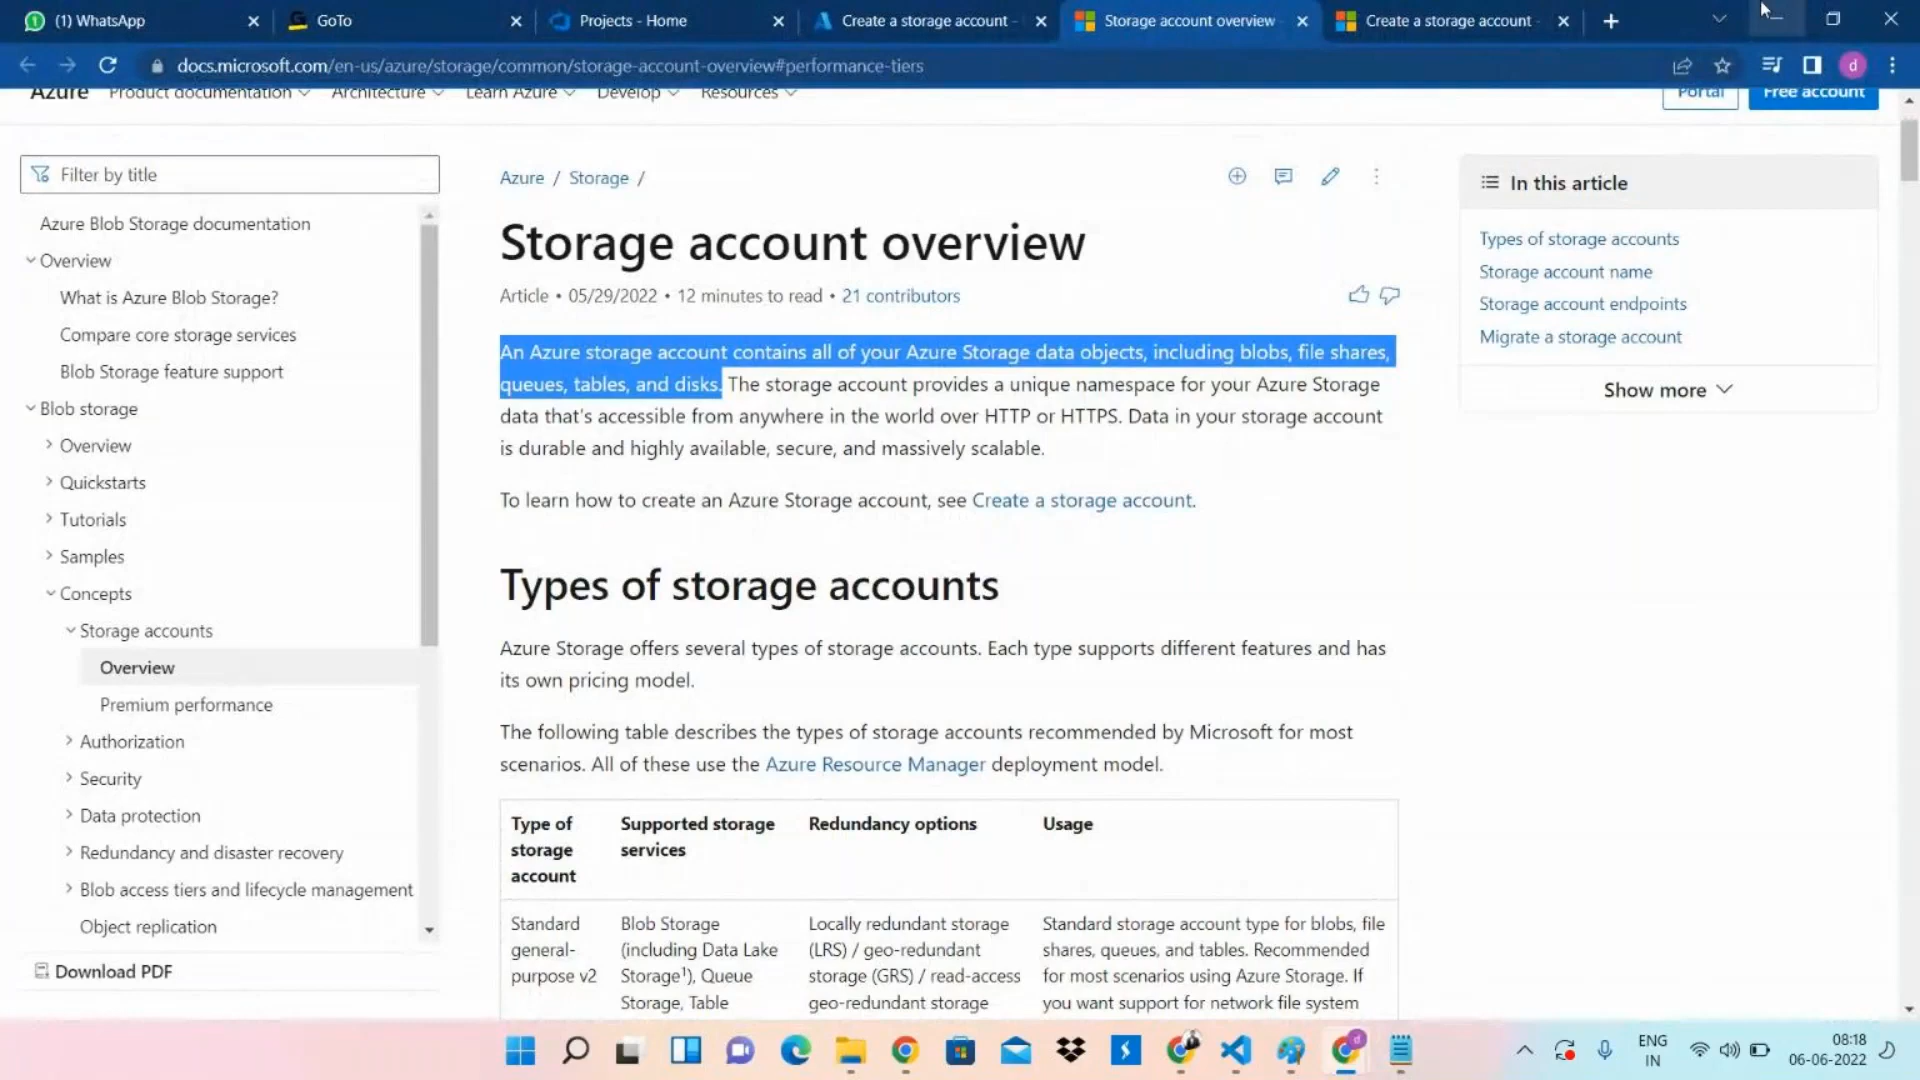 (1) WhatsApp
GoTo
Projects - Home
Create a storage account -
Storage account overview
Create a storage account
docs.microsoft.com/en-us/azure/storage/common/storage-account-overview#performance-tiers
d
Azure Product documentation Architecture Learn Azure Develop Resources
Portal Free account
Filter by title
Azure Blob Storage documentation
Overview
What is Azure Blob Storage?
Compare core storage services
Blob Storage feature support
Blob storage
Overview
Quickstarts
Tutorials
Samples
Concepts
Storage accounts
Overview
Premium performance
Authorization
Security
Data protection
Redundancy and disaster recovery
Blob access tiers and lifecycle management
Object replication
Download PDF
Azure / Storage /
Storage account overview
Article • 05/29/2022 • 12 minutes to read • 21 contributors
An Azure storage account contains all of your Azure Storage data objects, including blobs, file shares,
queues, tables, and disks. The storage account provides a unique namespace for your Azure Storage
data that's accessible from anywhere in the world over HTTP or HTTPS. Data in your storage account
is durable and highly available, secure, and massively scalable.
To learn how to create an Azure Storage account, see Create a storage account.
Types of storage accounts
Azure Storage offers several types of storage accounts. Each type supports different features and has
its own pricing model.
The following table describes the types of storage accounts recommended by Microsoft for most
scenarios. All of these use the Azure Resource Manager deployment model.
Type of
storage
account
Supported storage
services
Redundancy options
Usage
Standard
general-
purpose v2
Blob Storage
(including Data Lake
Storage¹), Queue
Storage, Table
Locally redundant storage
(LRS) / geo-redundant
storage (GRS) / read-access
geo-redundant storage
Standard storage account type for blobs, file
shares, queues, and tables. Recommended
for most scenarios using Azure Storage. If
you want support for network file system
In this article
Types of storage accounts
Storage account name
Storage account endpoints
Migrate a storage account
Show more
ENG
IN
08:18
06-06-2022